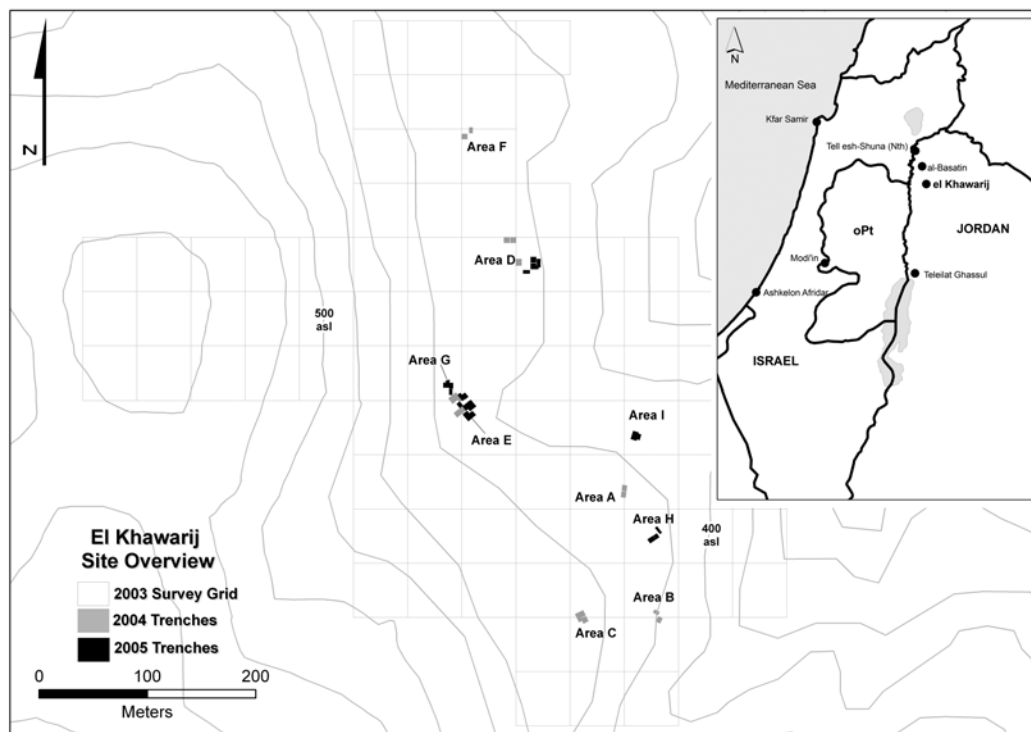 N
Area F
Area D
500
asl
Area G
Area E
Area I
Area A
Area H
400
asl
Area B
Area C
El Khawarij
Site Overview
2003 Survey Grid
2004 Trenches
2005 Trenches
0 100 200
Meters
N
Mediterranean Sea
Kfar Samir
Tell esh-Shuna (Nth)
al-Basatin
el Khawarij
JORDAN
oPt
Modi'in
Teleilat Ghassul
Ashkelon Afridar
ISRAEL